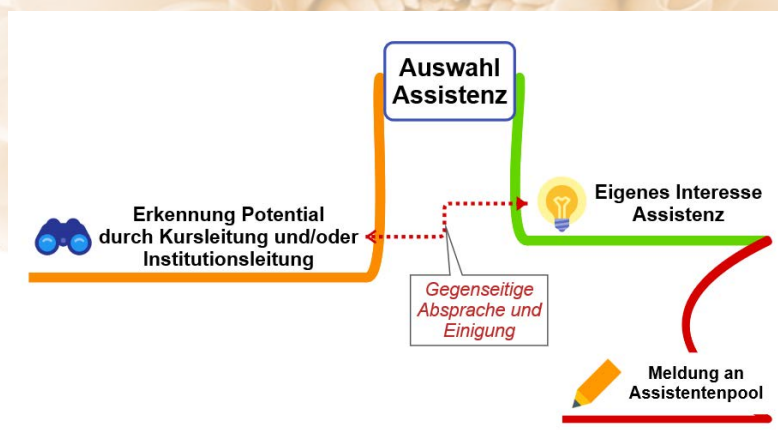 Auswahl
Assistenz
Erkennung Potential
durch Kursleitung und/oder
Institutionsleitung
Eigenes Interesse
Assistenz
Gegenseitige
Absprache und
Einigung
Meldung an
Assistentenpool